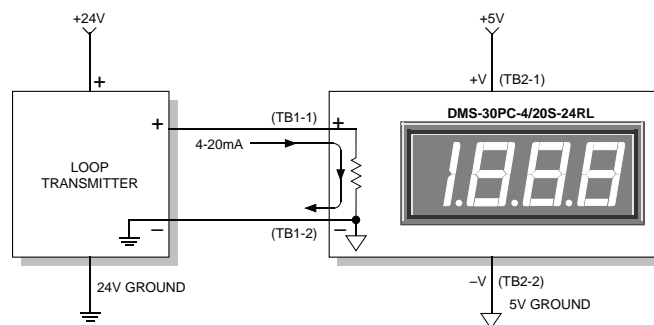 +24V
+5V
+
+V (TB2-1)
+
(TB1-1)
+
DMS-30PC-4/20S-24RL
4-20mA
LOOP
TRANSMITTER
1.8.8.8
–
(TB1-2)
–
24V GROUND
–V (TB2-2)
5V GROUND